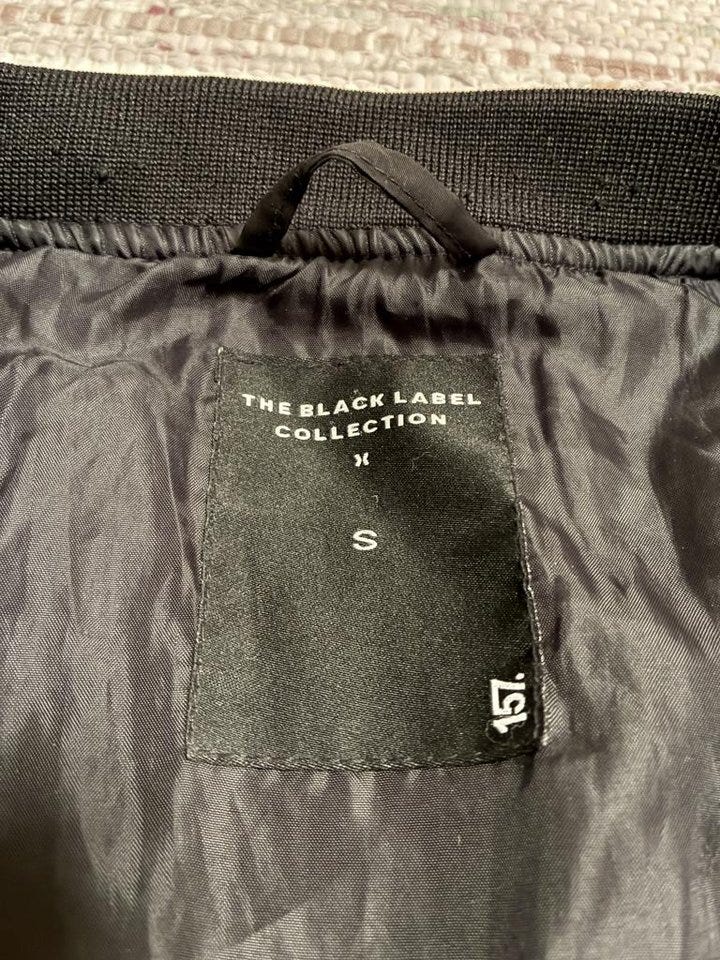 THE BLACK LABEL
COLLECTION
S
157.